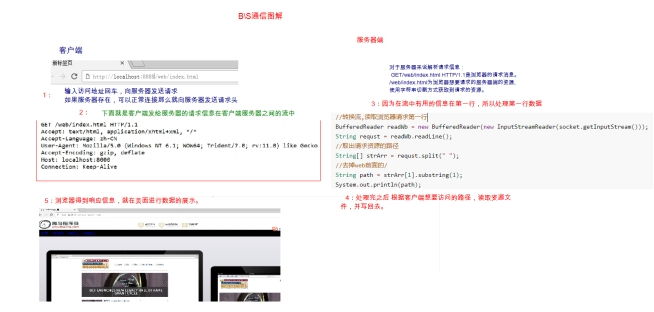 B\S通信图解
客户端
新标签页
http://localhost:8888/web/index.html
1：
输入访问地址回车，向服务器发送请求
如果服务器存在，可以正常连接那么就向服务器发送请求头
2： 下面就是客户端发给服务器的请求信息在客户端服务器之间的流中
GET /web/index.html HTTP/1.1
Accept: text/html, application/xhtml+xml, */*
Accept-Language: zh-CN
User-Agent: Mozilla/5.0 (Windows NT 6.1; WOW64; Trident/7.0; rv:11.0) like Gecko
Accept-Encoding: gzip, deflate
Host: localhost:8000
Connection: Keep-Alive
5：浏览器得到响应信息，就在页面进行数据的展示。
服务器端
对于服务器来说解析请求信息：
GET/web/index.html HTTP/1.1是浏览器的请求消息。
/web/index.html为浏览器想要请求的服务器端的资源,
使用字符串切割方式获取到请求的资源。
3：因为在流中有用的信息在第一行，所以处理第一行数据
//转换流,读取浏览器请求第一行
BufferedReader readWb = new BufferedReader(new InputStreamReader(socket.getInputStream()));
String requst = readWb.readLine();
//取出请求资源的路径
String[] strArr = requst.split(" ");
//去掉web前面的/
String path = strArr[1].substring(1);
System.out.println(path);
4：处理完之后 根据客户端想要访问的路径，读取资源文
件，并写回去。